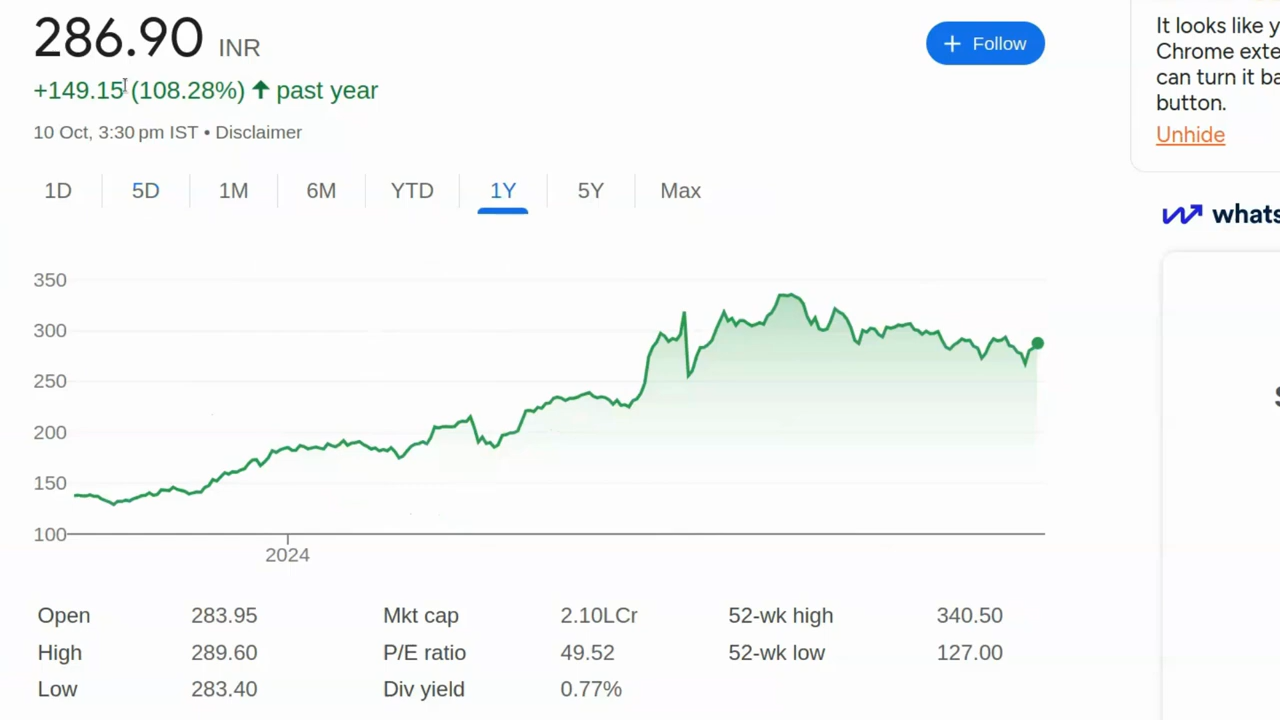 286.90 INR
+ Follow
+149.15 (108.28%) ↑ past year
10 Oct, 3:30 pm IST • Disclaimer
1D 5D 1M 6M YTD 1Y 5Y Max
350
300
250
200
150
100
2024
Open 283.95 Mkt cap 2.10LCr 52-wk high 340.50
High 289.60 P/E ratio 49.52 52-wk low 127.00
Low 283.40 Div yield 0.77%
It looks like y
Chrome exte
can turn it ba
button.
Unhide
whats